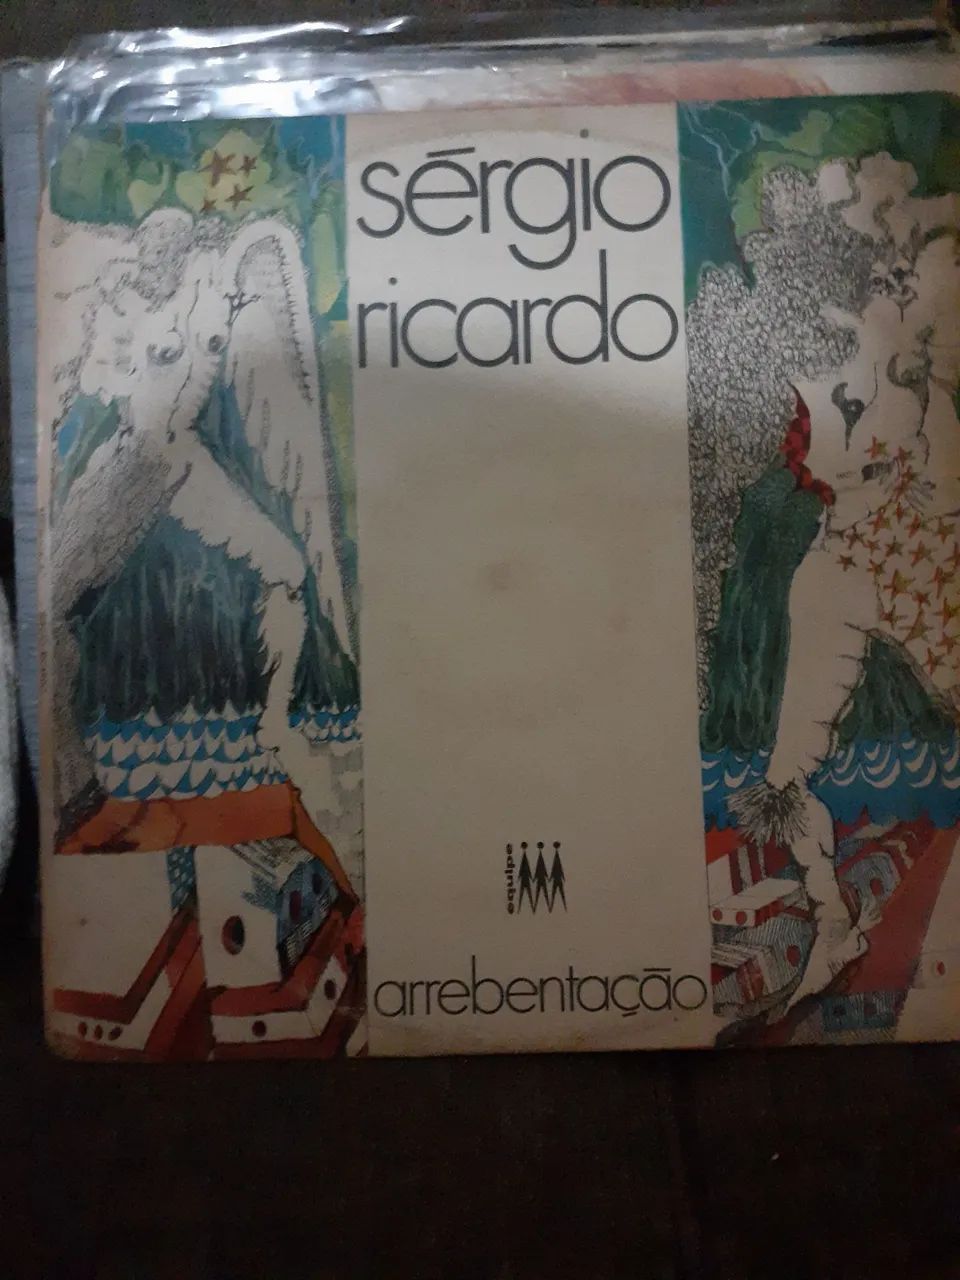 sérgio
ricardo
equipe
arrebentação